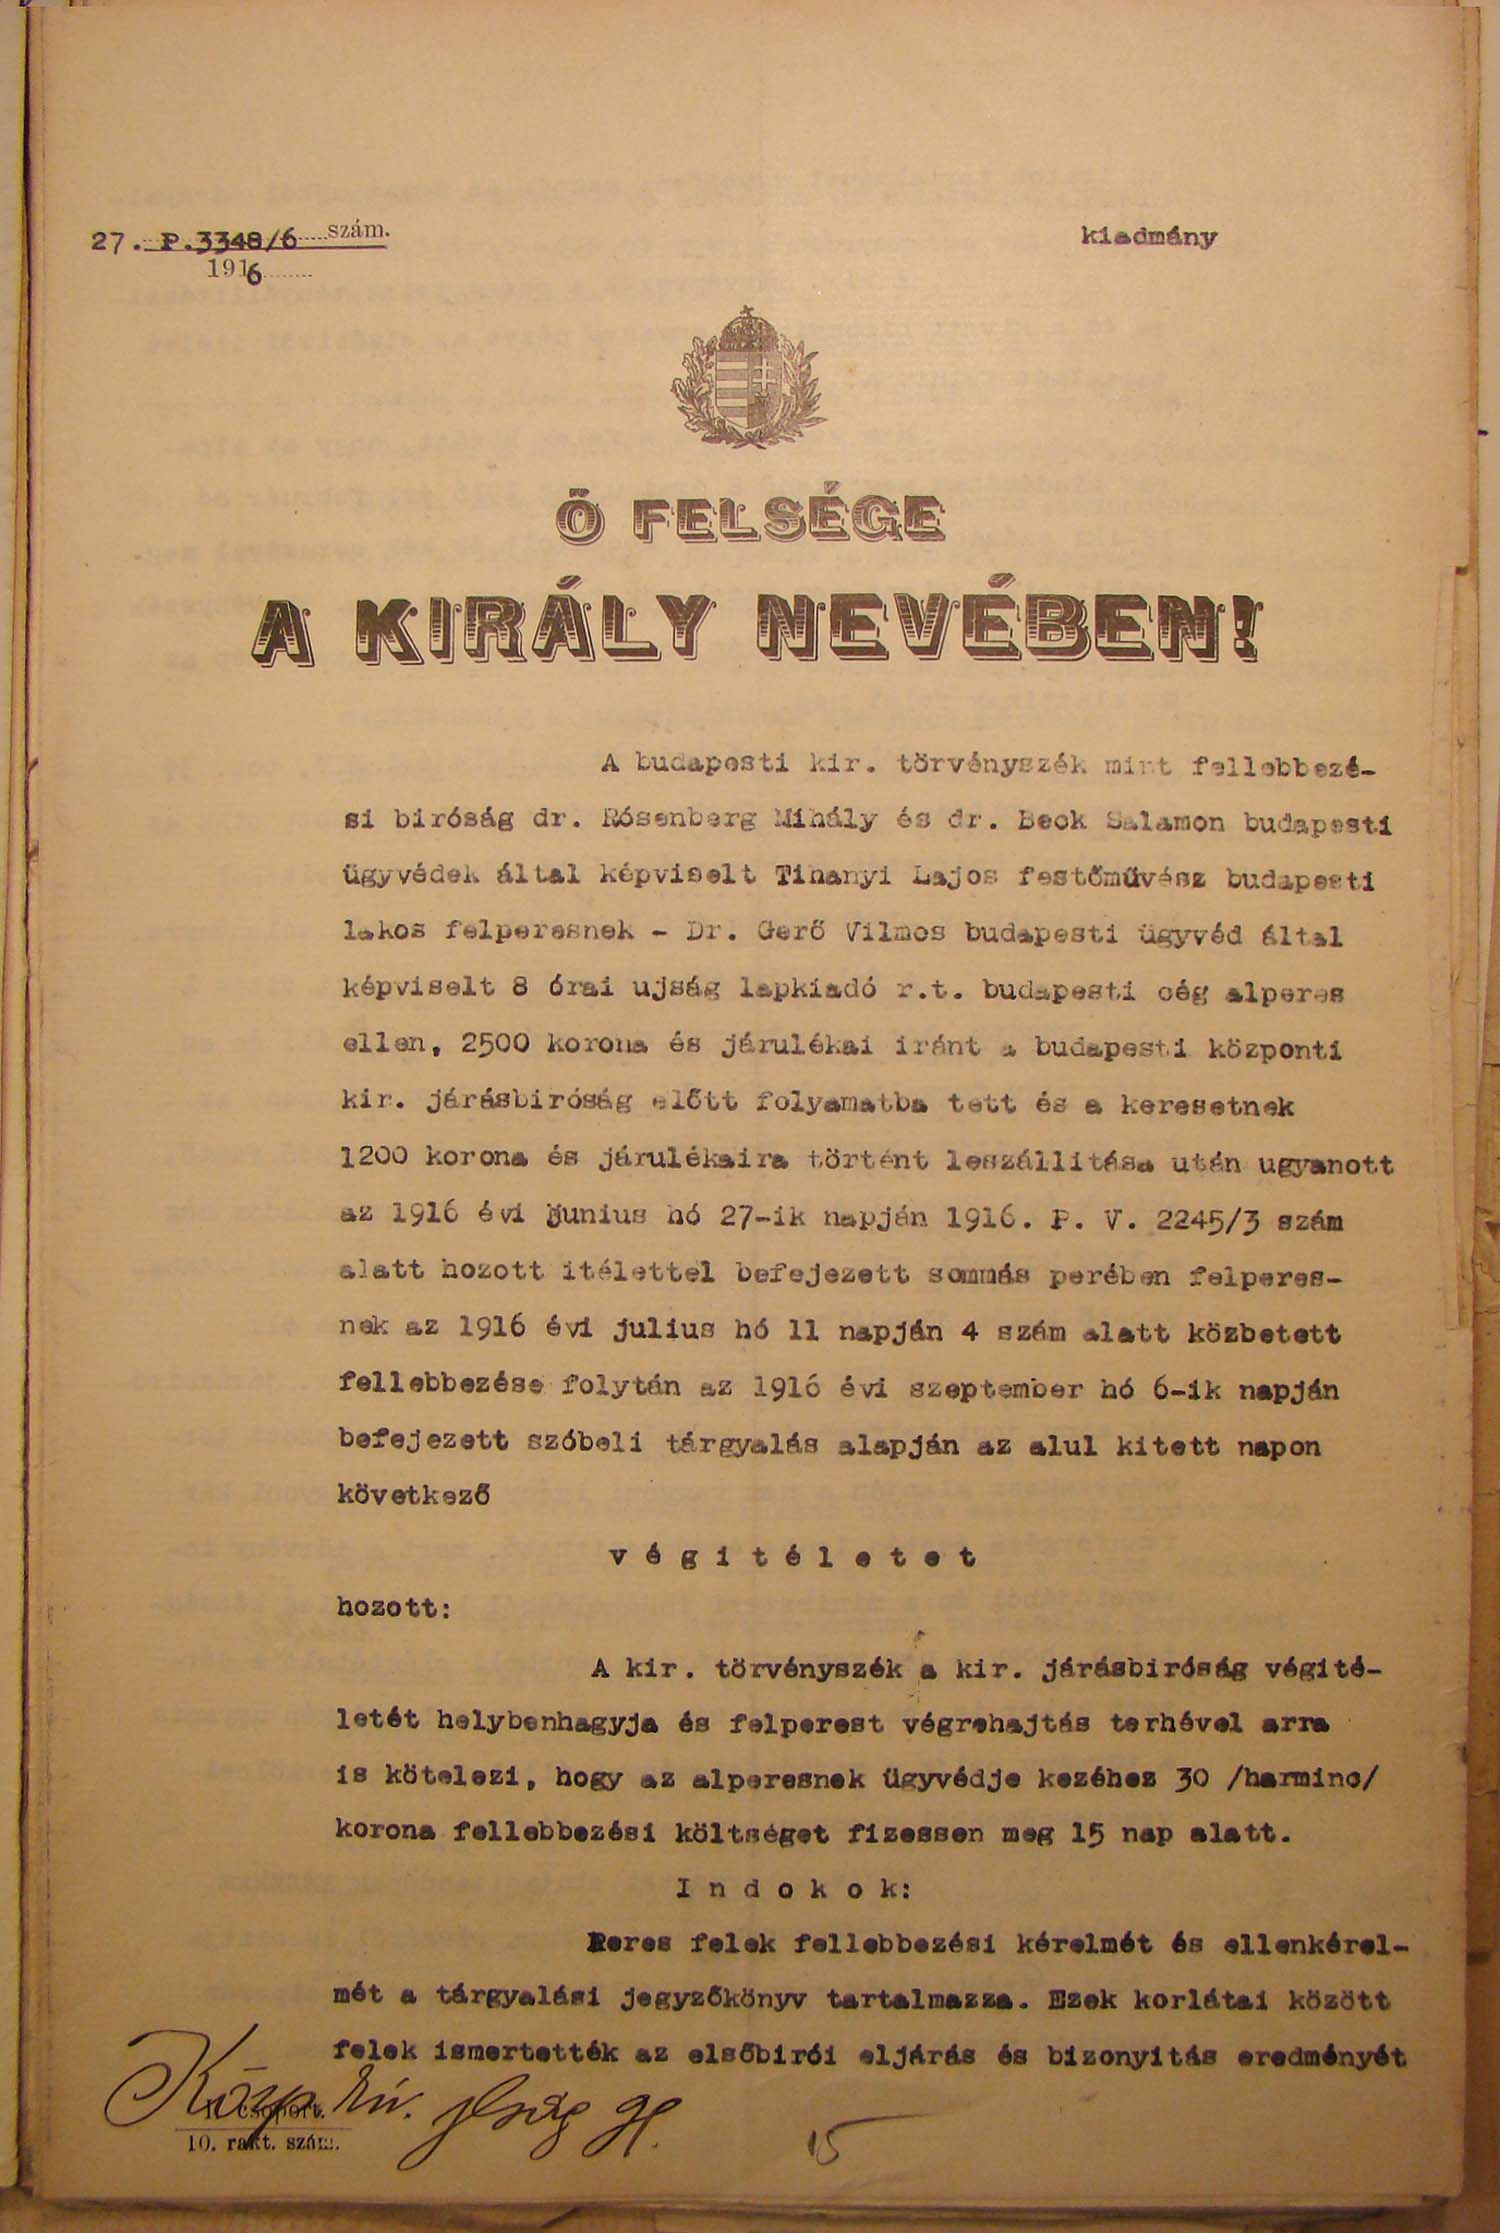 27. P.3348/6 szám.
1916
kiadmány
Ő FELSÉGE
A KIRÁLY NEVÉBEN!
A budapesti kir. törvényszék mint fellebbezé-
si biróság dr. Rósenberg Mihály és dr. Beck Salamon budapesti
ügyvédek által képviselt Tihanyi Lajos festőművész budapesti
lakos felperesnek - Dr. Gerő Vilmos budapesti ügyvéd által
képviselt 8 órai ujság lapkiadó r.t. budapesti cég alperes
ellen, 2500 korona és járulékai iránt a budapesti központi
kir. járásbiróság előtt folyamatba tett és a keresetnek
1200 korona és járulékaira történt leszállitása után ugyanott
az 1916 évi junius hó 27-ik napján 1916. P. V. 2245/3 szám
alatt hozott itélettel befejezett sommás perében felperes-
nek az 1916 évi julius hó 11 napján 4 szám alatt közbetett
fellebbezése folytán az 1916 évi szeptember hó 6-ik napján
befejezett szóbeli tárgyalás alapján az alul kitett napon
következő
v é g i t é l e t e t
hozott:
A kir. törvényszék a kir. járásbiróság végité-
letét helybenhagyja és felperest végrehajtás terhével arra
is kötelezi, hogy az alperesnek ügyvédje kezéhez 30 /harminc/
korona fellebbezési költséget fizessen meg 15 nap alatt.
I n d o k o k:
Peres felek fellebbezési kérelmét és ellenkérel-
mét a tárgyalási jegyzőkönyv tartalmazza. Ezek korlátai között
felek ismertették az elsőbirói eljárás és bizonyitás eredményét
csoport.
10. rakt. szám.
15